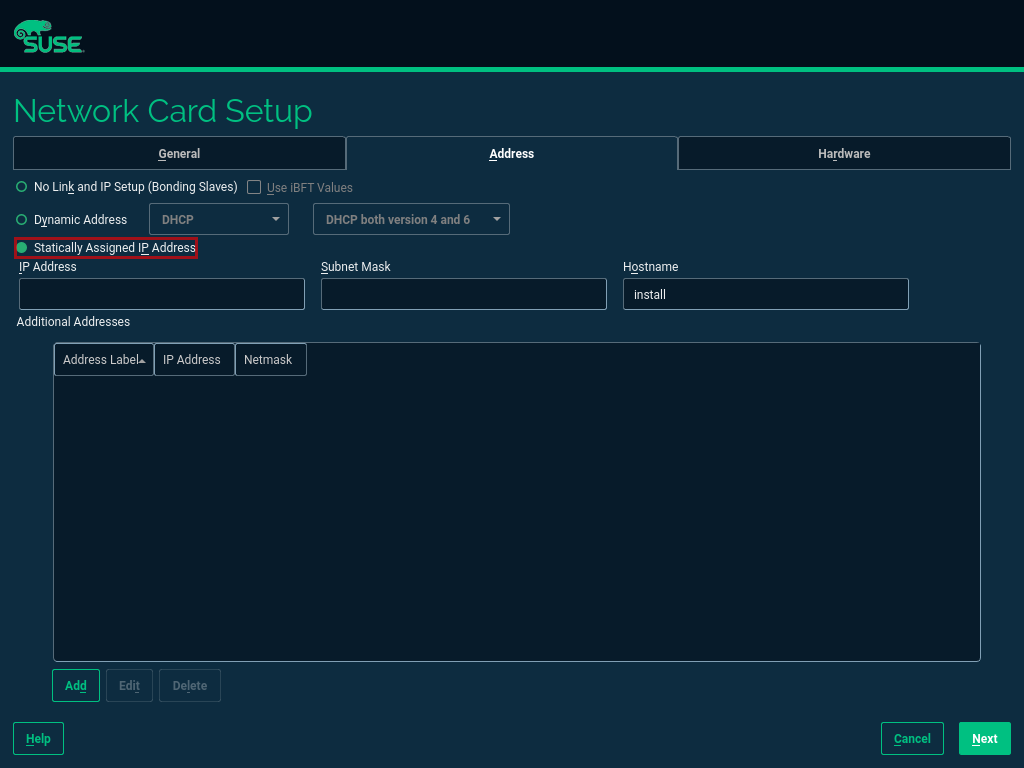 SUSE
Network Card Setup
General Address Hardware
No Link and IP Setup (Bonding Slaves) Use iBFT Values
Dynamic Address DHCP DHCP both version 4 and 6
Statically Assigned IP Address
IP Address Subnet Mask Hostname
install
Additional Addresses
Address Label IP Address Netmask
Add Edit Delete
Help Cancel Next